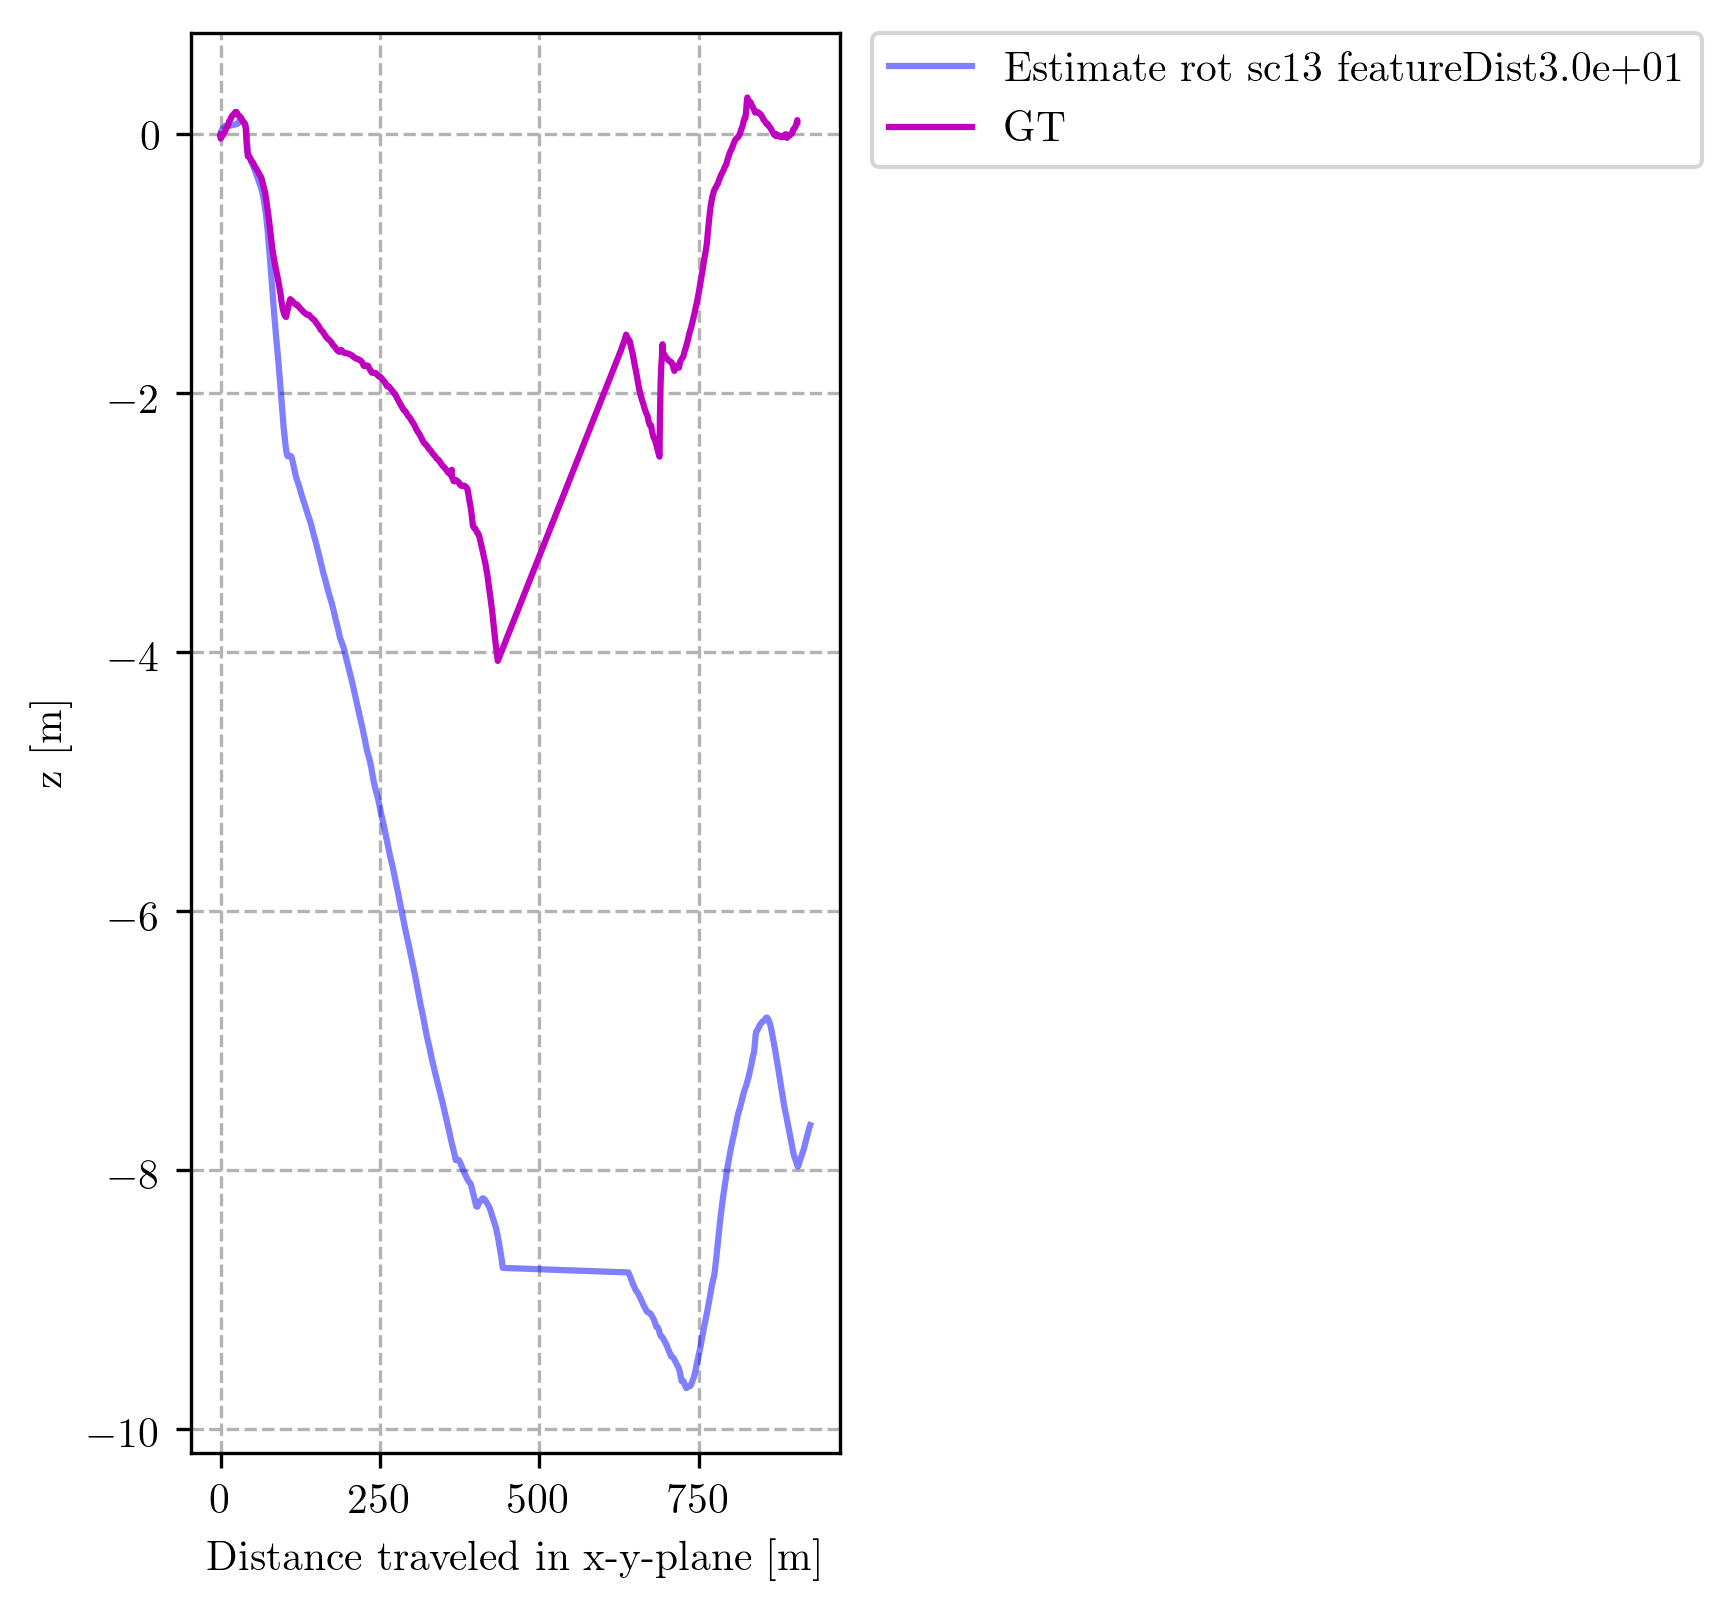 Estimate rot sc13 featureDist3.0e+01
GT
0
−2
−4
−6
−8
−10
z [m]
0 250 500 750
Distance traveled in x-y-plane [m]